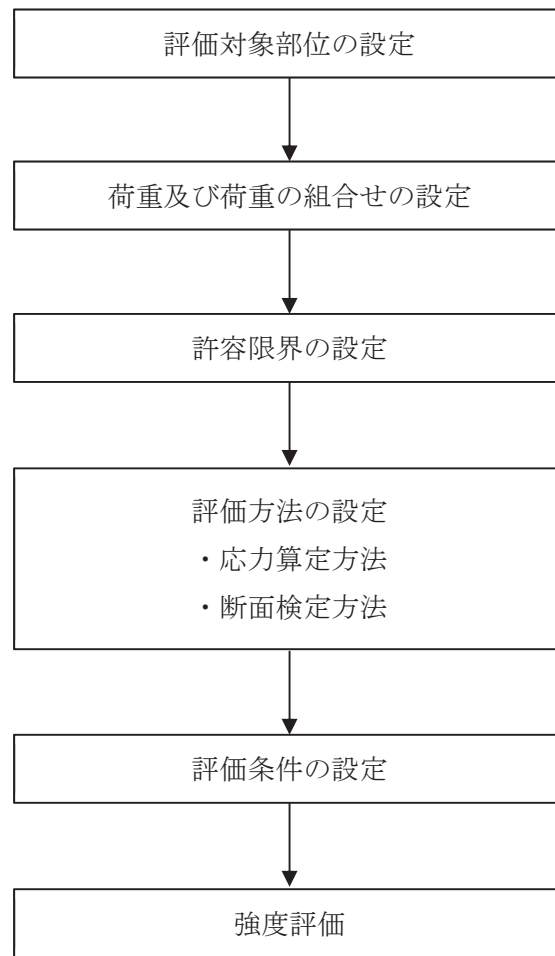 評価対象部位の設定
荷重及び荷重の組合せの設定
許容限界の設定
評価方法の設定
・応力算定方法
・断面検定方法
評価条件の設定
強度評価